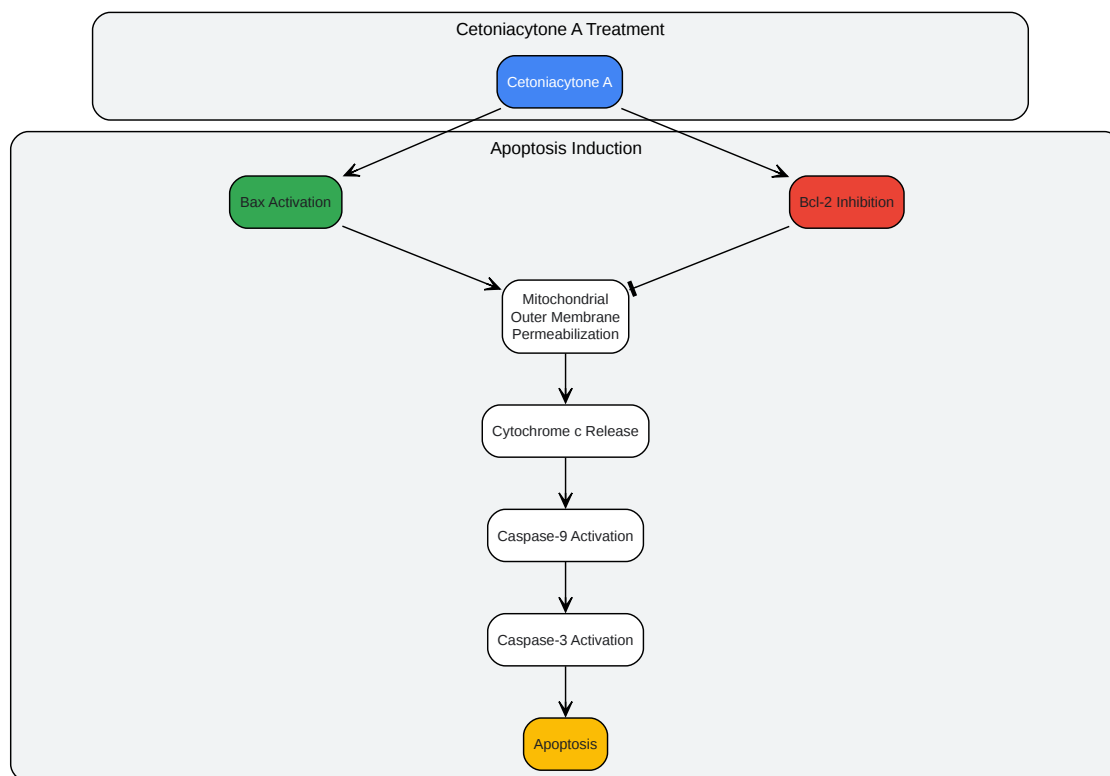 Cetoniacytone A Treatment
Cetoniacytone A
Apoptosis Induction
Bax Activation
Bcl-2 Inhibition
Mitochondrial
Outer Membrane
Permeabilization
Cytochrome c Release
Caspase-9 Activation
Caspase-3 Activation
Apoptosis